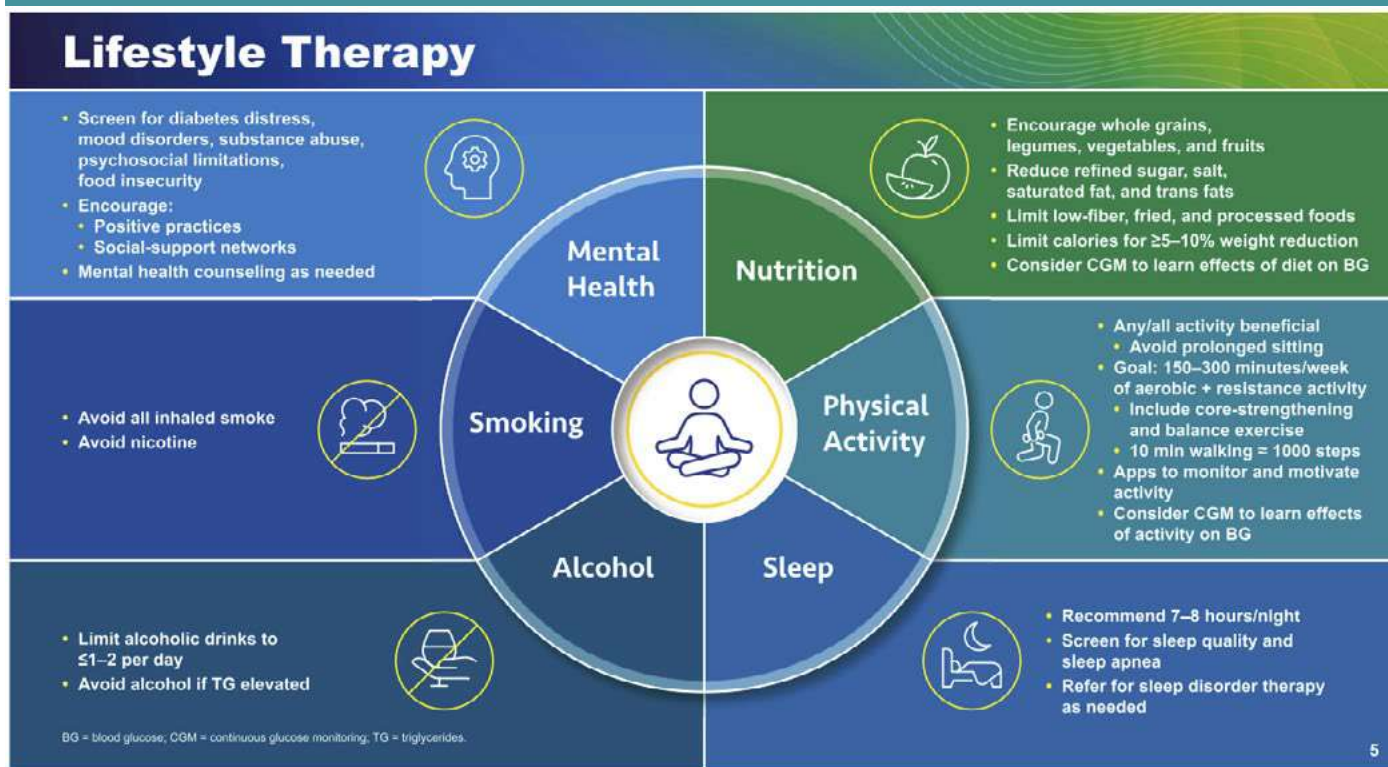 Lifestyle Therapy
• Screen for diabetes distress,
mood disorders, substance abuse,
psychosocial limitations,
food insecurity
• Encourage:
• Positive practices
• Social-support networks
• Mental health counseling as needed
Mental
Health
Nutrition
• Encourage whole grains,
legumes, vegetables, and fruits
• Reduce refined sugar, salt,
saturated fat, and trans fats
• Limit low-fiber, fried, and processed foods
• Limit calories for ≥5–10% weight reduction
• Consider CGM to learn effects of diet on BG
• Avoid all inhaled smoke
• Avoid nicotine
Smoking
Physical
Activity
• Any/all activity beneficial
• Avoid prolonged sitting
• Goal: 150–300 minutes/week
of aerobic + resistance activity
• Include core-strengthening
and balance exercise
• 10 min walking = 1000 steps
• Apps to monitor and motivate
activity
• Consider CGM to learn effects
of activity on BG
• Limit alcoholic drinks to
≤1–2 per day
• Avoid alcohol if TG elevated
Alcohol
Sleep
• Recommend 7–8 hours/night
• Screen for sleep quality and
sleep apnea
• Refer for sleep disorder therapy
as needed
BG = blood glucose; CGM = continuous glucose monitoring; TG = triglycerides.
5